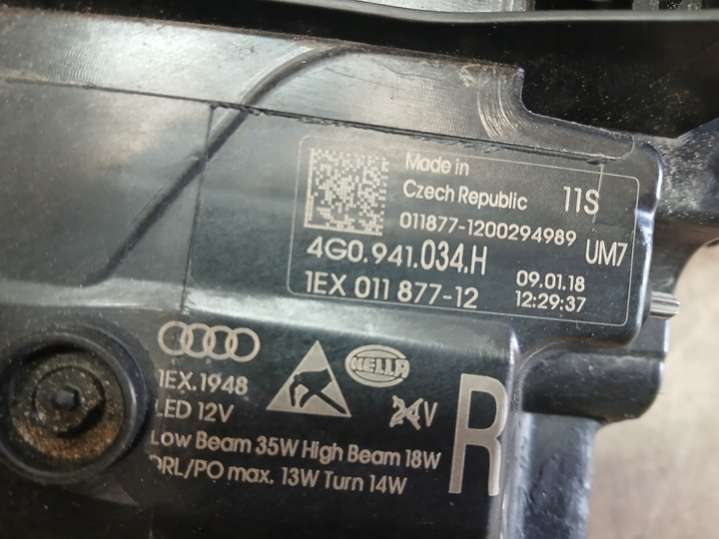 Made in
Czech Republic
11S
011877-1200294989
4G0.941.034.H
UM7
1EX 011 877-12
09.01.18
12:29:37
HELLA
1EX.1948
LED 12V
24V
R
Low Beam 35W High Beam 18W
DRL/PO max. 13W Turn 14W